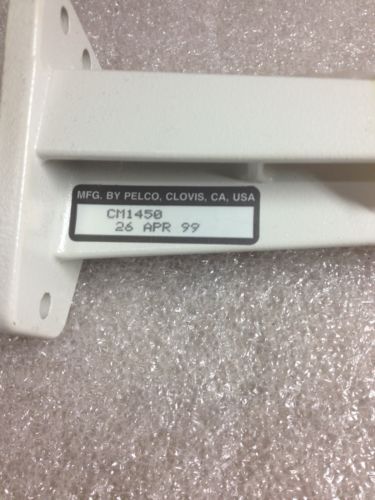 MFG. BY PELCO, CLOVIS, CA, USA
CM1450
26 APR 99